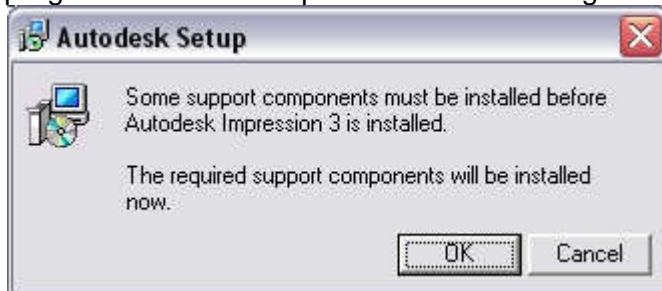 Autodesk Setup
Some support components must be installed before
Autodesk Impression 3 is installed.
The required support components will be installed
now.
OK
Cancel